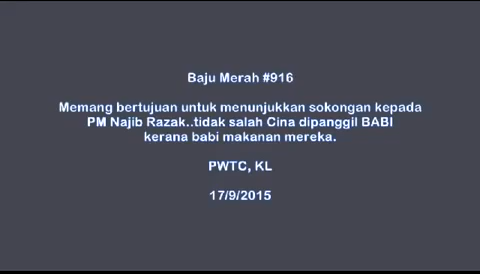 Baju Merah #916
Memang bertujuan untuk menunjukkan sokongan kepada
PM Najib Razak..tidak salah Cina dipanggil BABI
kerana babi makanan mereka.
PWTC, KL
17/9/2015